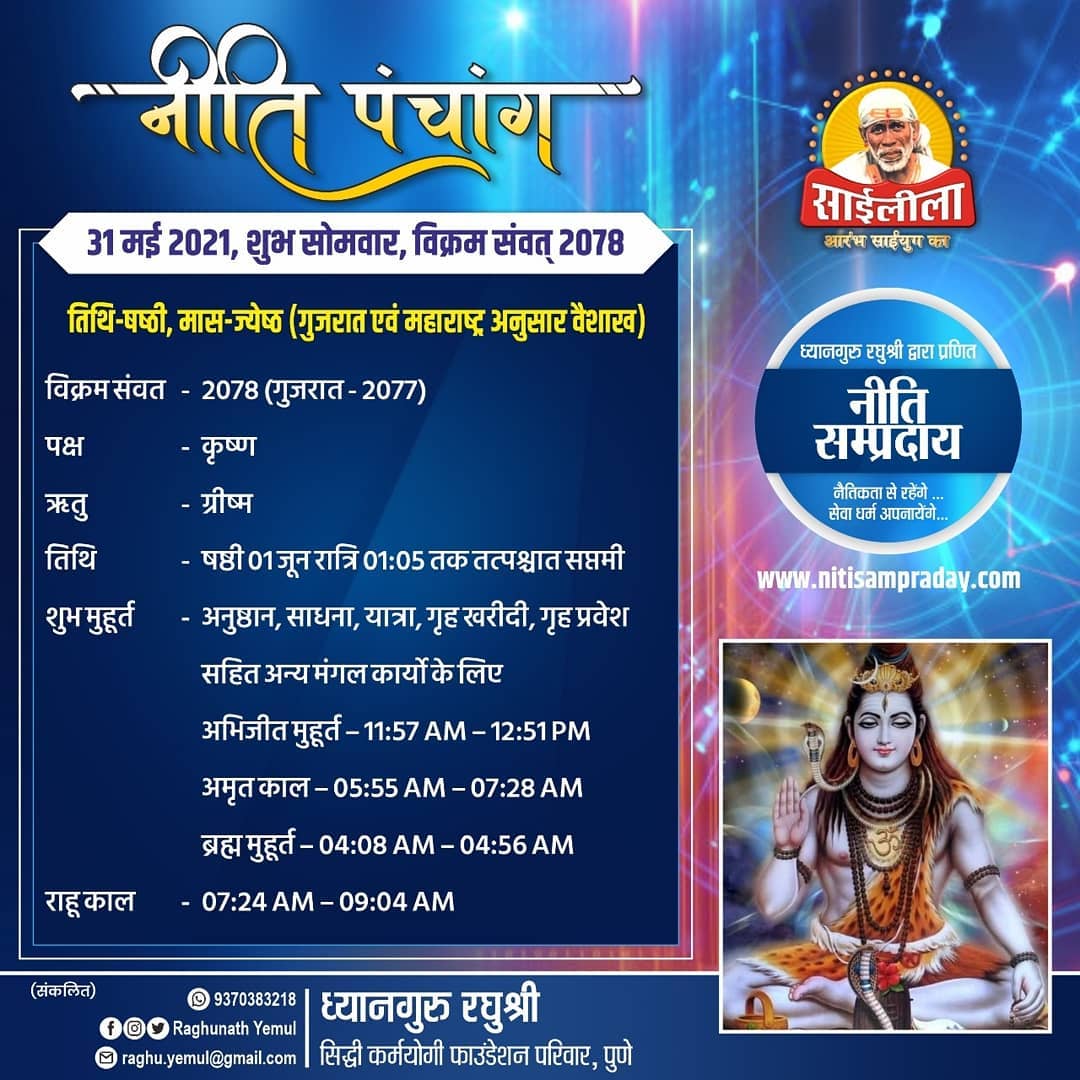 नीति पंचांग
साईलीला
आरंभ साईयुग का
31 मई 2021, शुभ सोमवार, विक्रम संवत् 2078
तिथि-षष्ठी, मास-ज्येष्ठ (गुजरात एवं महाराष्ट्र अनुसार वैशाख)
विक्रम संवत - 2078 (गुजरात - 2077)
पक्ष - कृष्ण
ऋतु - ग्रीष्म
तिथि - षष्ठी 01 जून रात्रि 01:05 तक तत्पश्चात सप्तमी
शुभ मुहूर्त - अनुष्ठान, साधना, यात्रा, गृह खरीदी, गृह प्रवेश
सहित अन्य मंगल कार्यो के लिए
अभिजीत मुहूर्त – 11:57 AM – 12:51 PM
अमृत काल – 05:55 AM – 07:28 AM
ब्रह्म मुहूर्त – 04:08 AM – 04:56 AM
राहू काल - 07:24 AM – 09:04 AM
ध्यानगुरु रघुश्री द्वारा प्रणित
नीति
सम्प्रदाय
नैतिकता से रहेंगे ...
सेवा धर्म अपनायेंगे...
www.nitisampraday.com
ॐ
(संकलित)
9370383218
Raghunath Yemul
raghu.yemul@gmail.com
ध्यानगुरु रघुश्री
सिद्धी कर्मयोगी फाउंडेशन परिवार, पुणे